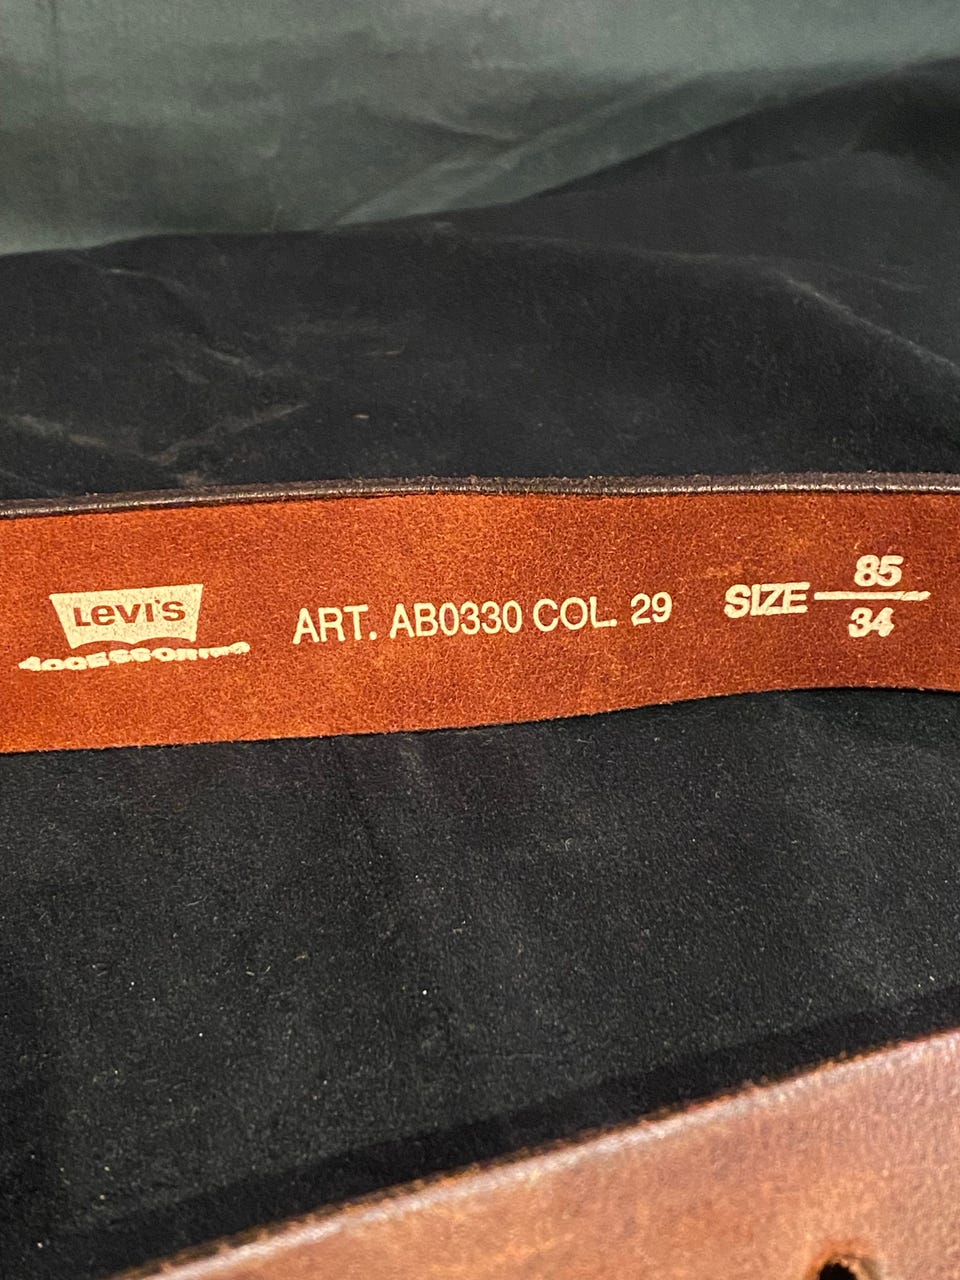 Levi's
ACCESSORIES
ART. AB0330 COL. 29
SIZE 85
34